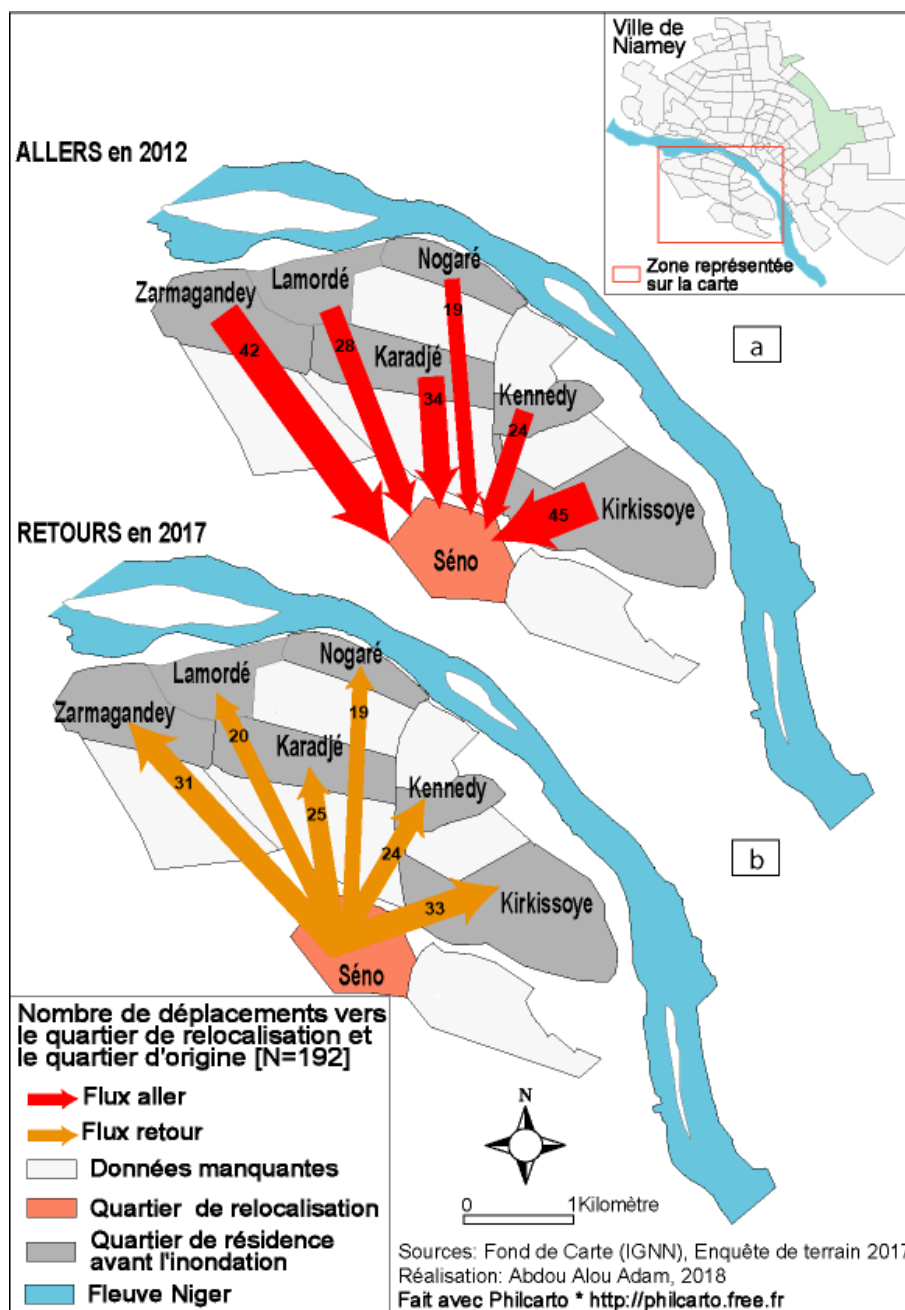 Ville de
Niamey
Zone représentée
sur la carte
ALLERS en 2012
a
Nogaré
Lamordé
Zarmagandey
19
28
42
Karadjé
34
Kennedy
24
45
Kirkissoye
Séno
RETOURS en 2017
b
Nogaré
Lamordé
Zarmagandey
19
20
Karadjé
31
25
Kennedy
24
33
Kirkissoye
Séno
Nombre de déplacements vers
le quartier de relocalisation et
le quartier d'origine [N=192]
Flux aller
Flux retour
Données manquantes
Quartier de relocalisation
Quartier de résidence
avant l'inondation
Fleuve Niger
N
0 1Kilomètre
Sources: Fond de Carte (IGNN), Enquête de terrain 2017
Réalisation: Abdou Alou Adam, 2018
Fait avec Philcarto * http://philcarto.free.fr